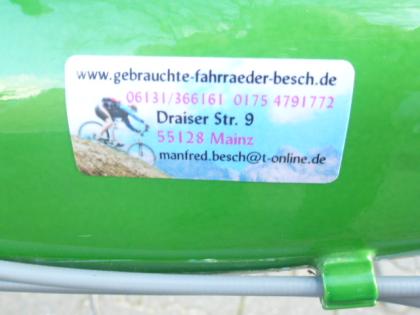 www.gebrauchte-fahrraeder-besch.de
06131/366161 0175 4791772
Draiser Str. 9
55128 Mainz
manfred.besch@t-online.de